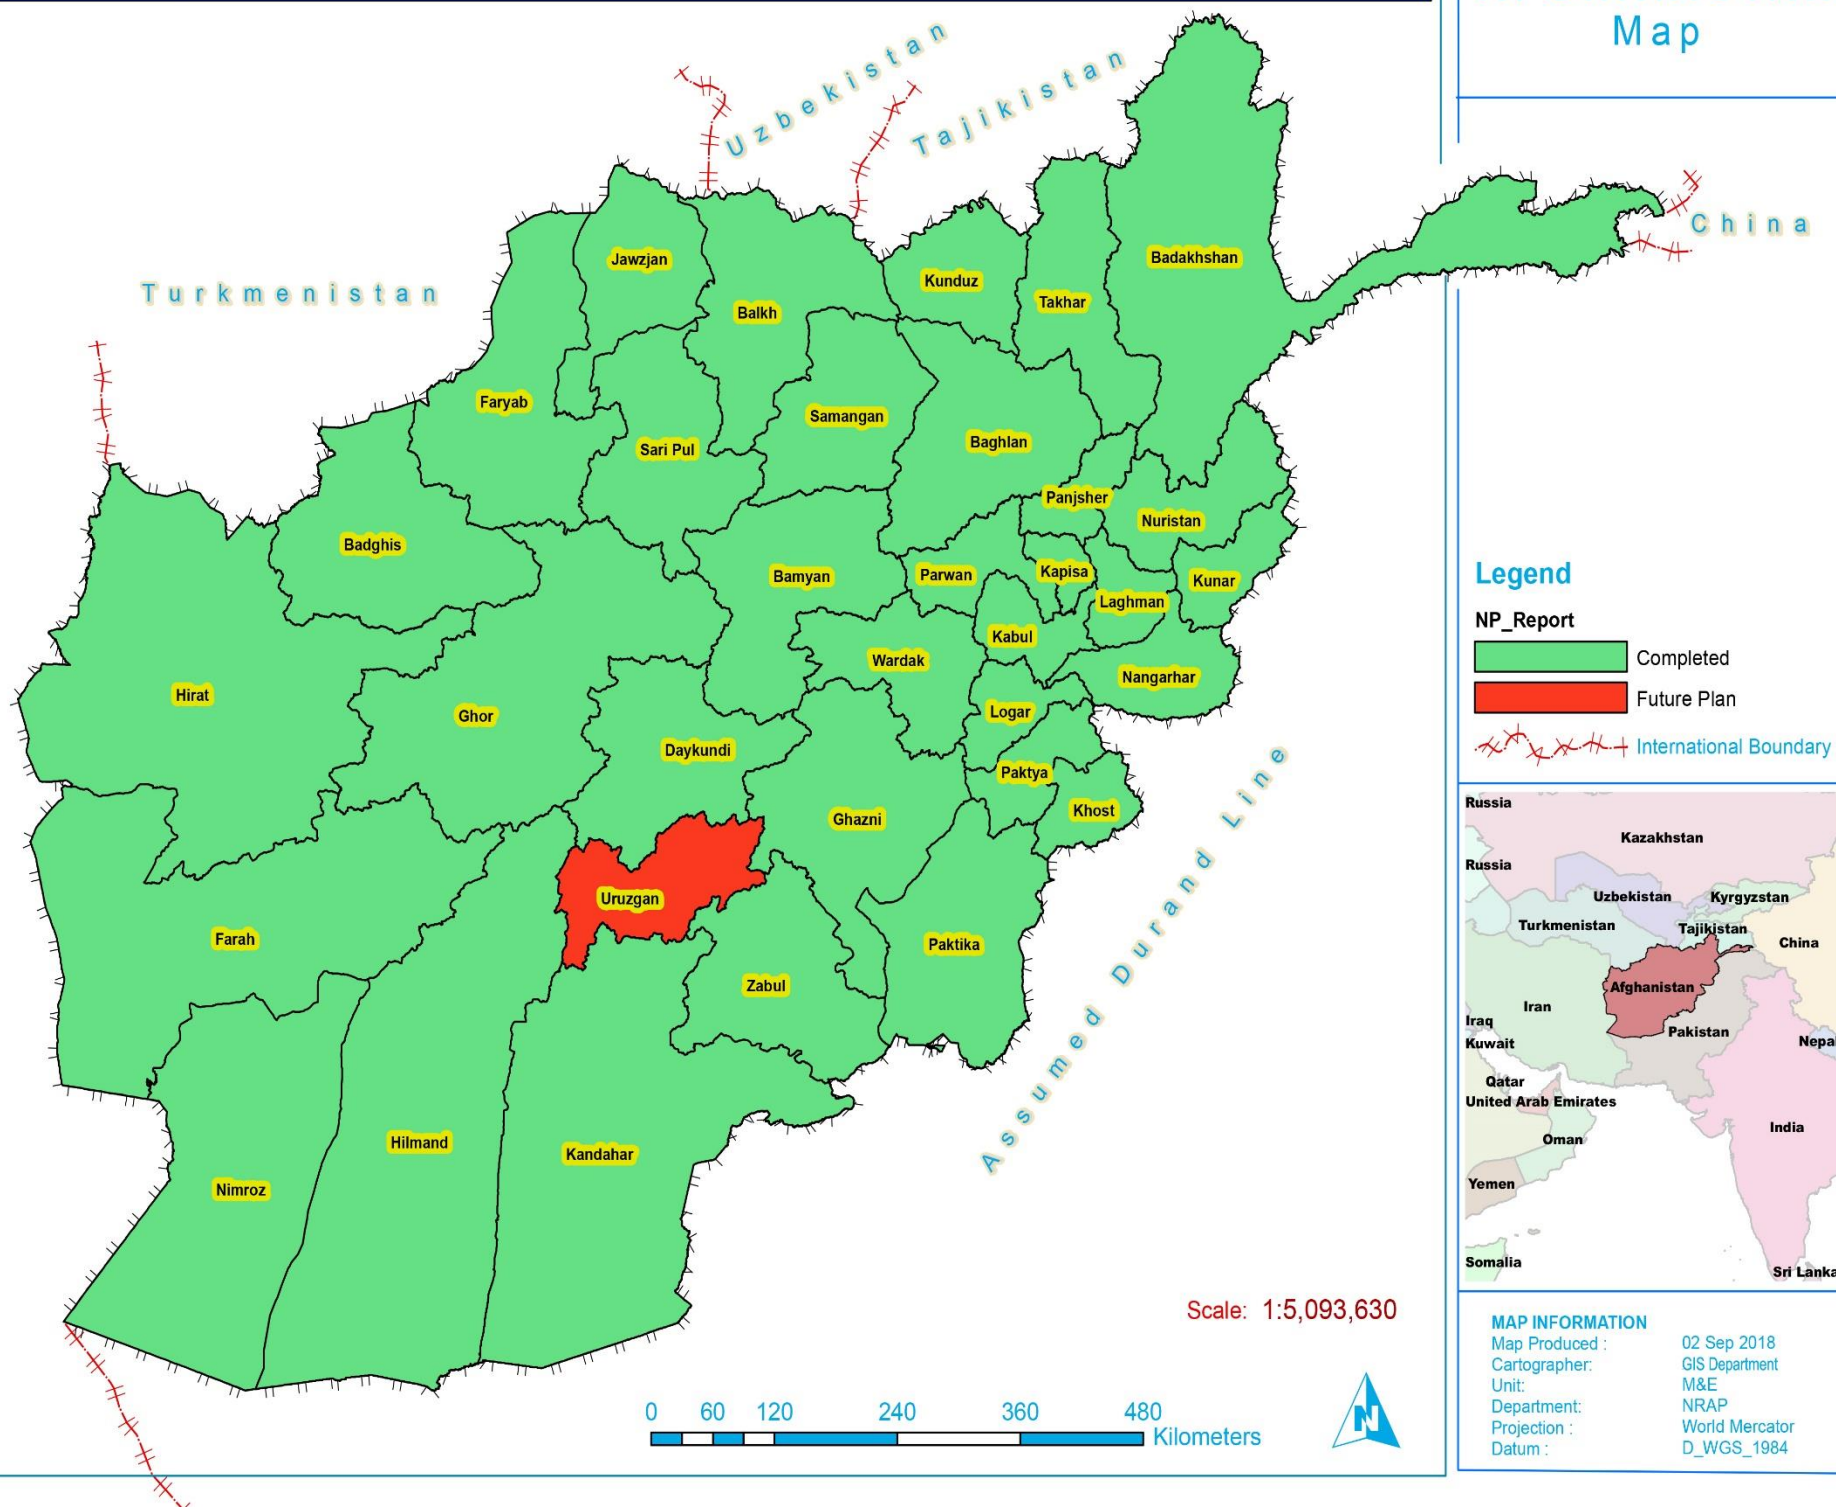 Map
Uzbekistan
Tajikistan
China
Turkmenistan
Jawzjan
Balkh
Kunduz
Takhar
Badakhshan
Faryab
Sari Pul
Samangan
Baghlan
Panjsher
Nuristan
Badghis
Bamyan
Parwan
Kapisa
Kunar
Laghman
Kabul
Wardak
Nangarhar
Hirat
Ghor
Logar
Daykundi
Paktya
Khost
Ghazni
Uruzgan
Farah
Paktika
Zabul
Hilmand
Kandahar
Nimroz
Assumed Durand Line
Scale: 1:5,093,630
0 60 120 240 360 480
Kilometers
N
Legend
NP_Report
Completed
Future Plan
International Boundary
Russia
Kazakhstan
Russia
Uzbekistan
Kyrgyzstan
Turkmenistan
Tajikistan
China
Afghanistan
Iran
Iraq
Pakistan
Kuwait
Nepal
Qatar
United Arab Emirates
India
Oman
Yemen
Somalia
Sri Lanka
MAP INFORMATION
Map Produced : 02 Sep 2018
Cartographer: GIS Department
Unit: M&E
Department: NRAP
Projection : World Mercator
Datum : D_WGS_1984